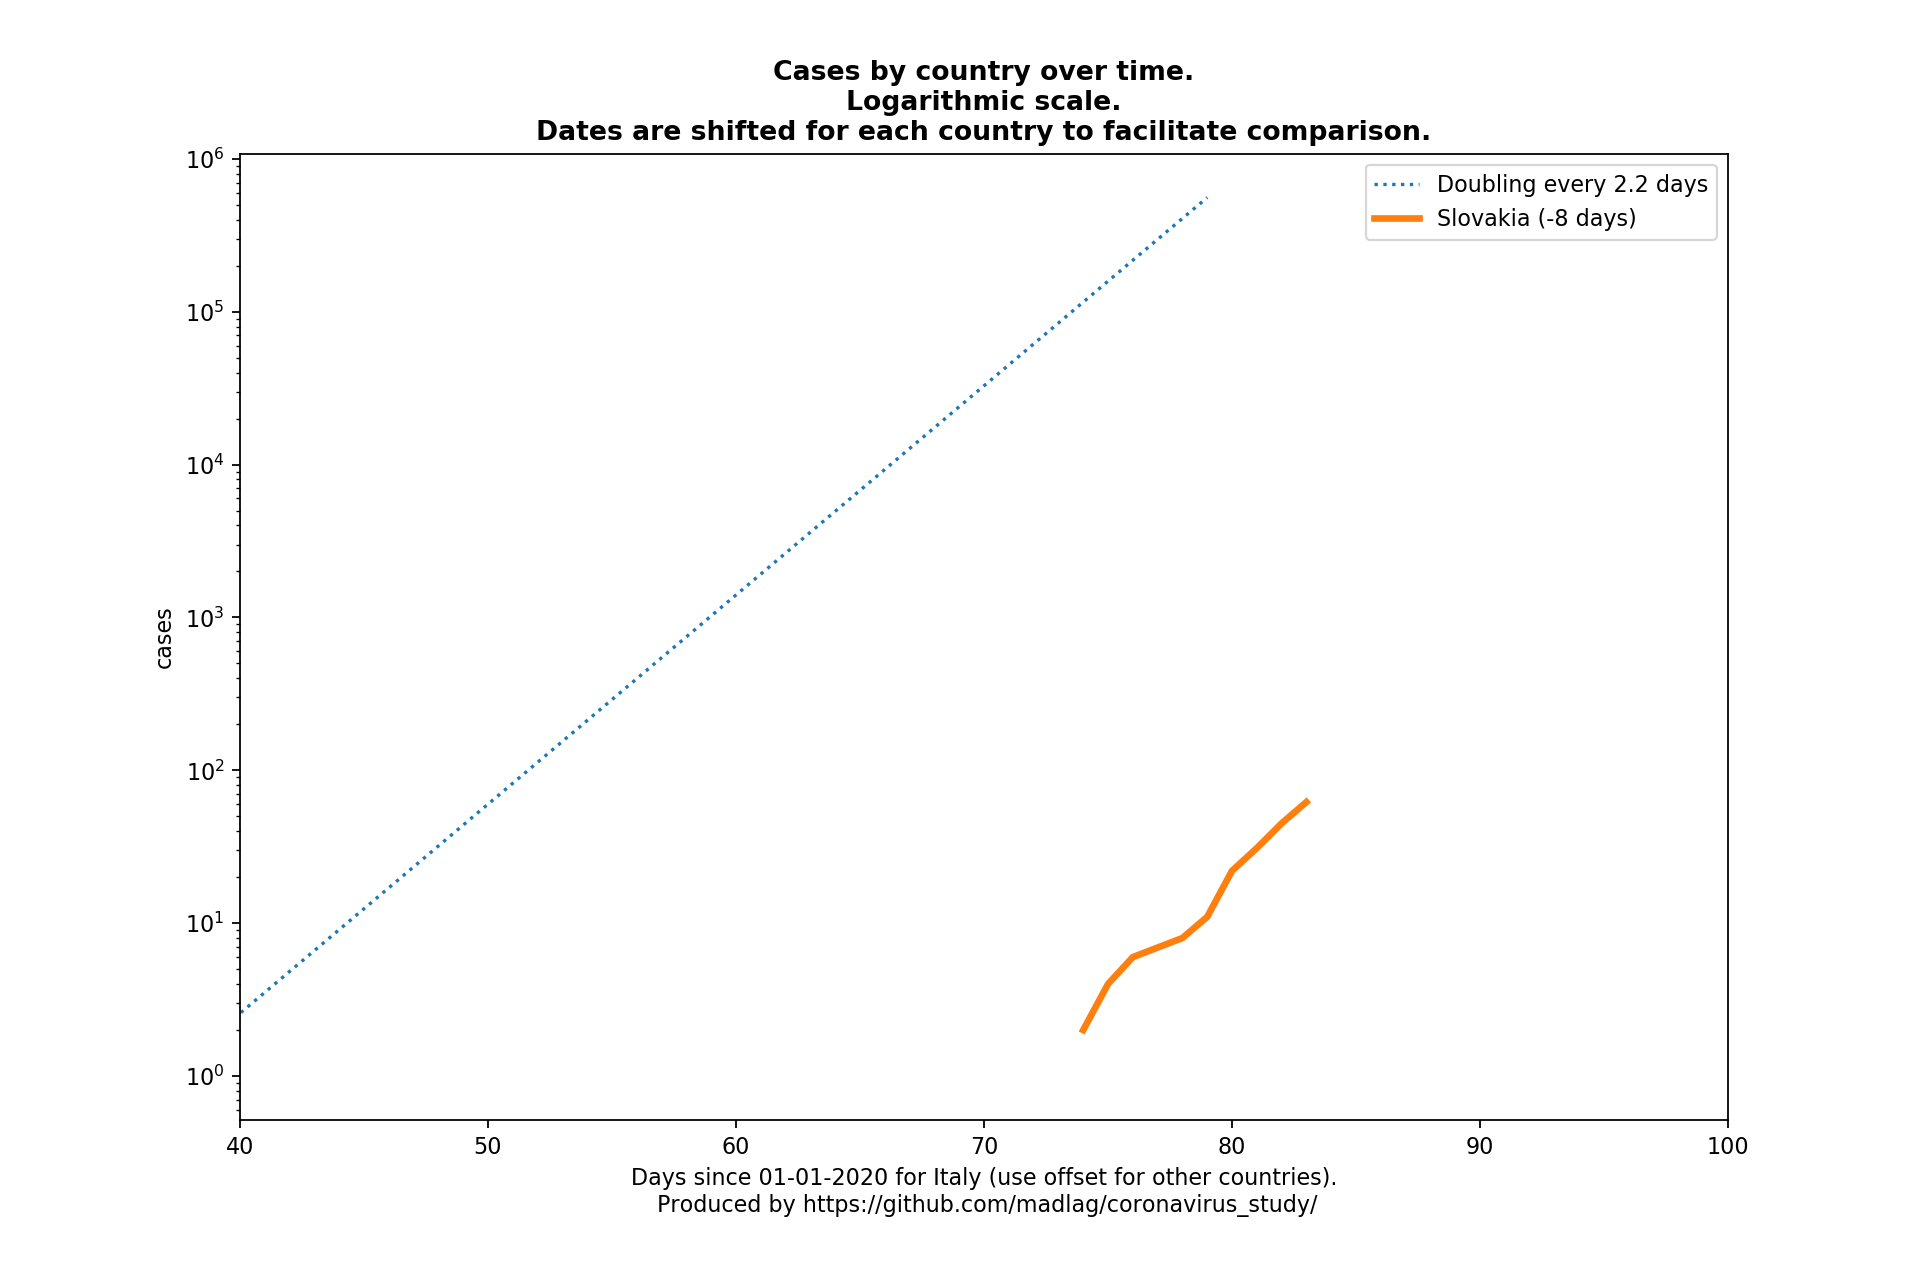 Cases by country over time.
Logarithmic scale.
Dates are shifted for each country to facilitate comparison.
Doubling every 2.2 days
Slovakia (-8 days)
10⁶
10⁵
10⁴
10³
10²
10¹
10⁰
cases
40 50 60 70 80 90 100
Days since 01-01-2020 for Italy (use offset for other countries).
Produced by https://github.com/madlag/coronavirus_study/